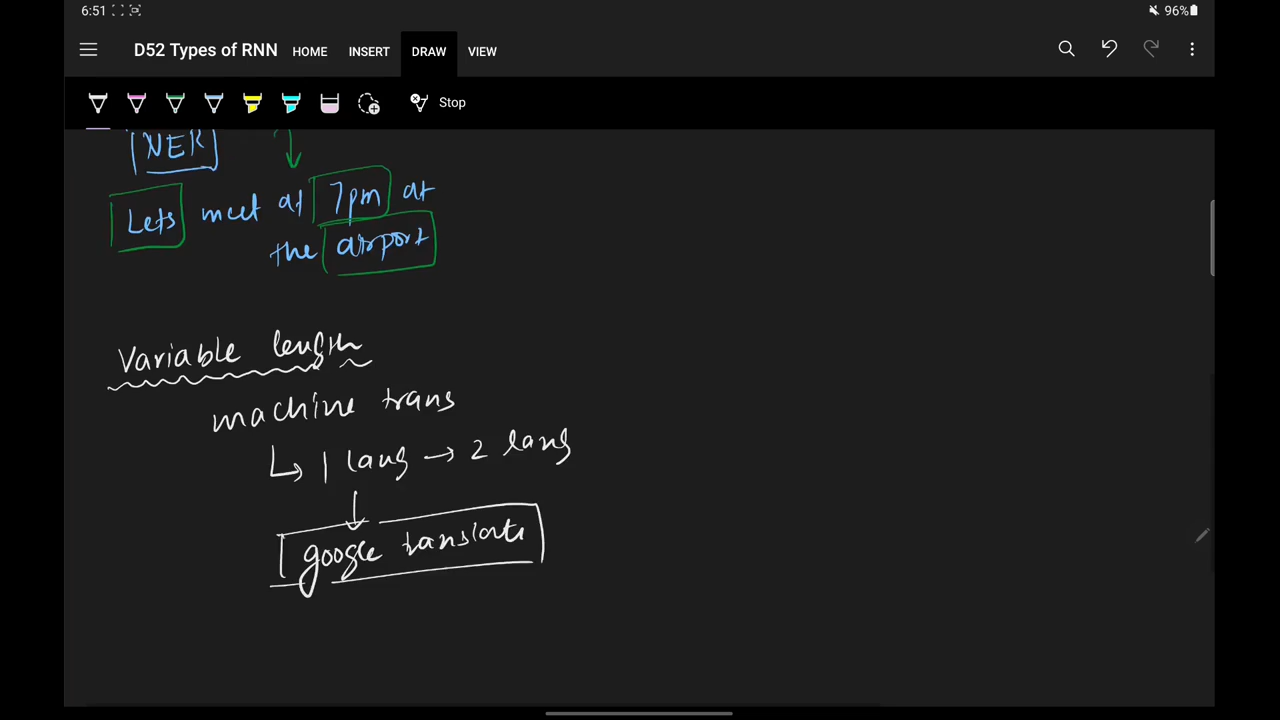 6:51 96%
D52 Types of RNN HOME INSERT DRAW VIEW
Stop
NER
Lets meet at 7pm at
the airport
Variable length
machine trans
1 lang → 2 lang
google translate